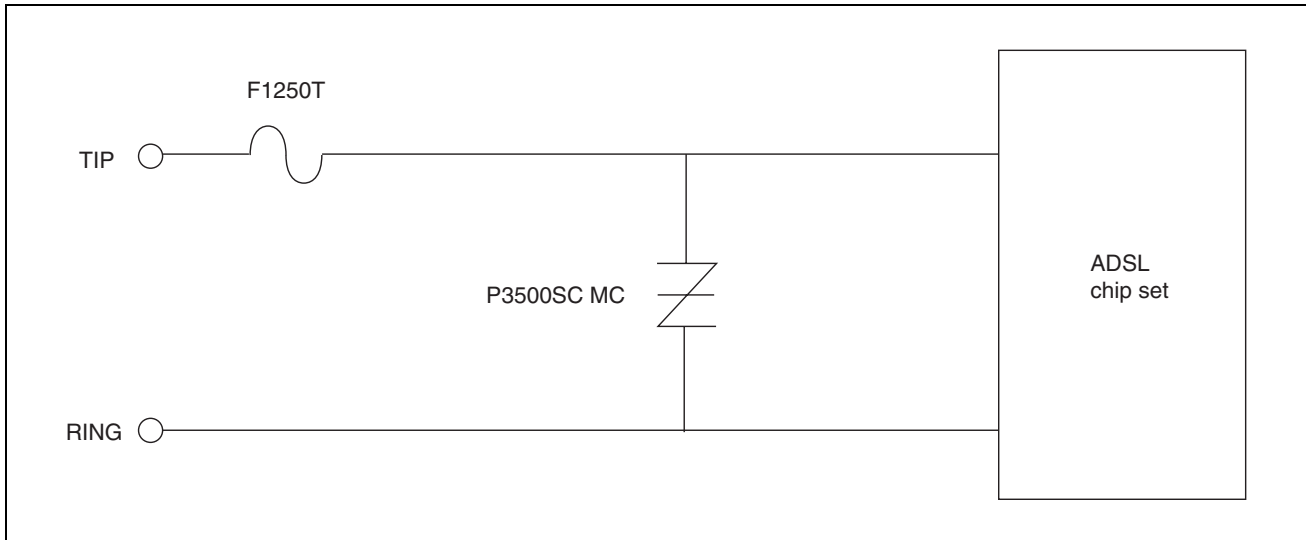 F1250T
TIP
P3500SC MC
ADSL
chip set
RING